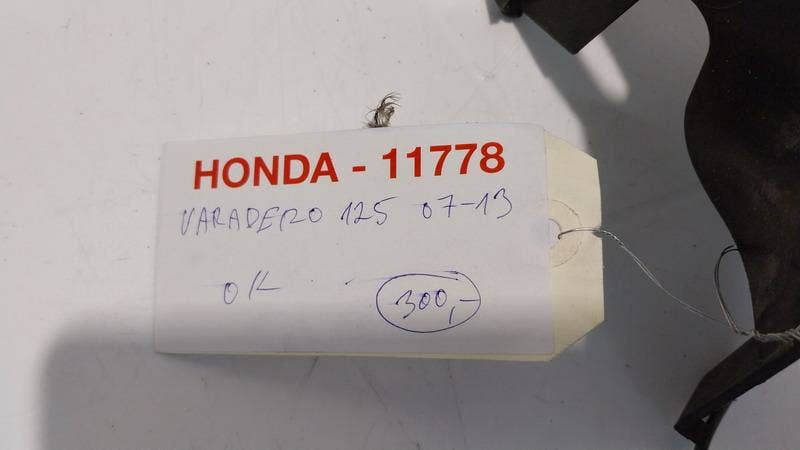 HONDA - 11778
VARADERO 125 07-13
OK
300,-